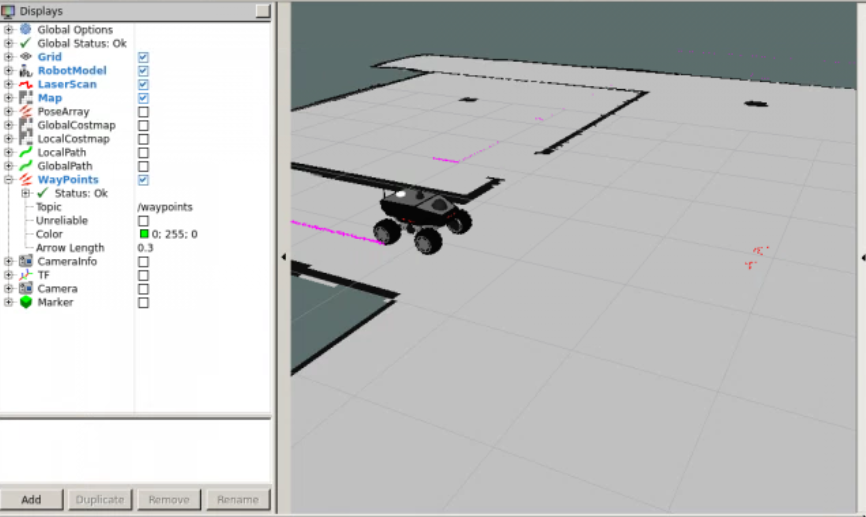 Displays
Global Options
Global Status: Ok
Grid
RobotModel
LaserScan
Map
PoseArray
GlobalCostmap
LocalCostmap
LocalPath
GlobalPath
WayPoints
Status: Ok
Topic /waypoints
Unreliable
Color 0; 255; 0
Arrow Length 0.3
CameraInfo
TF
Camera
Marker
Add Duplicate Remove Rename